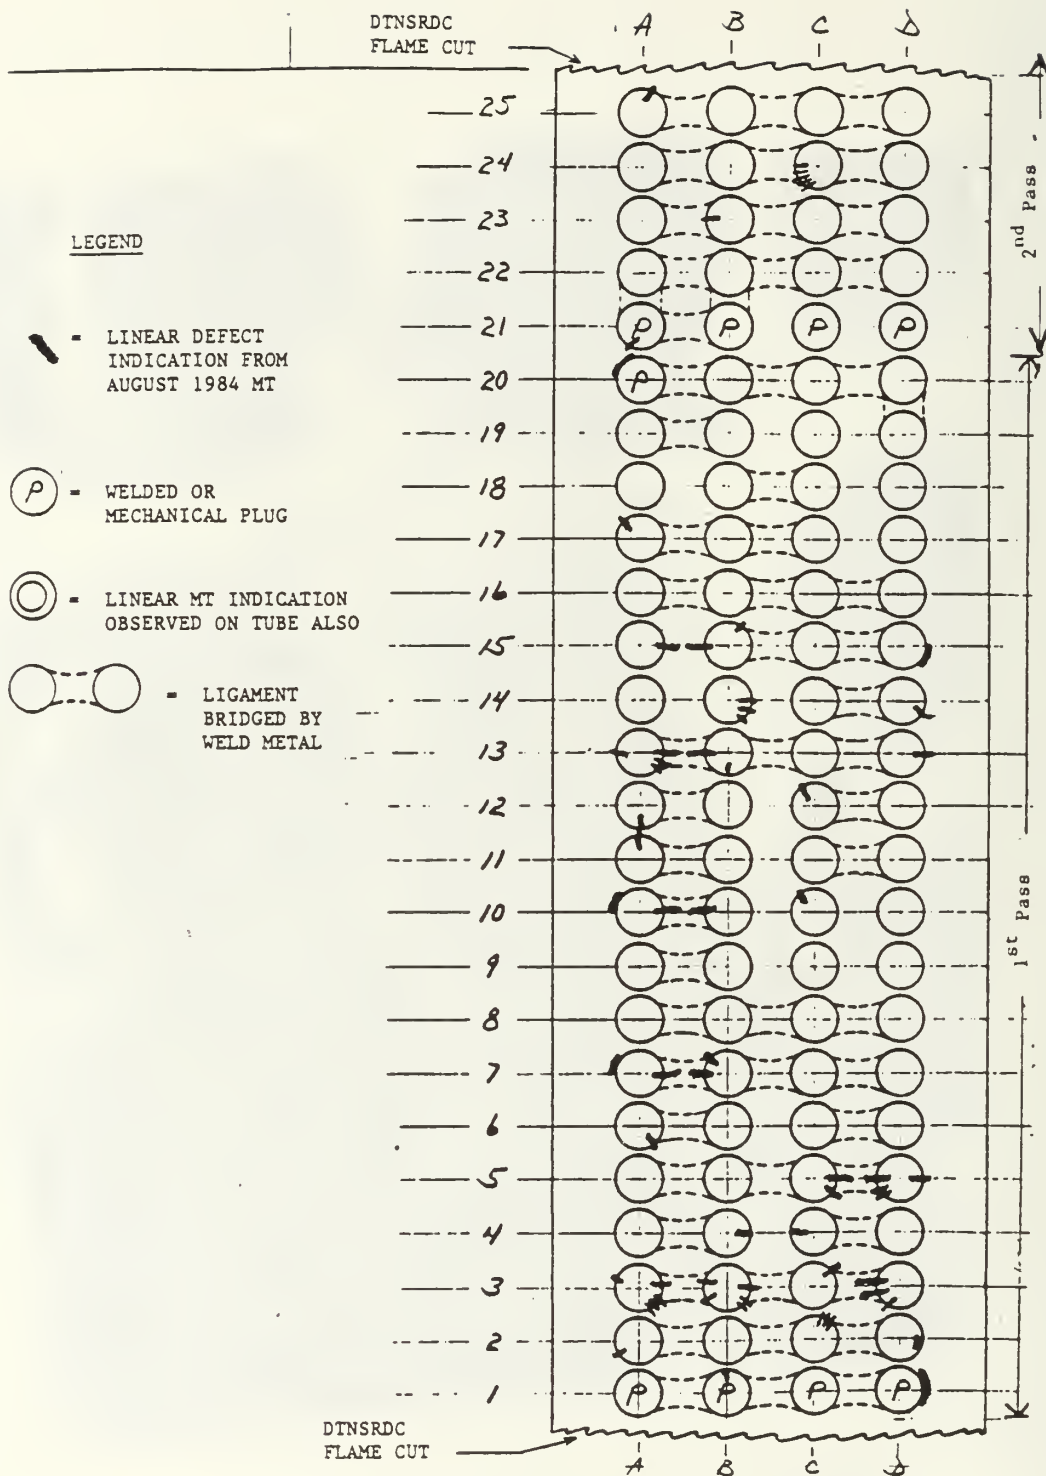 DTNSRDC
FLAME CUT
A B C D
25
24
23
22
21 P P P P
20 P
19
18
17
16
15
14
13
12
11
10
9
8
7
6
5
4
3
2
1 P P P P
2nd Pass
1st Pass
LEGEND
= LINEAR DEFECT
INDICATION FROM
AUGUST 1984 MT
P = WELDED OR
MECHANICAL PLUG
= LINEAR MT INDICATION
OBSERVED ON TUBE ALSO
= LIGAMENT
BRIDGED BY
WELD METAL
DTNSRDC
FLAME CUT
A B C D